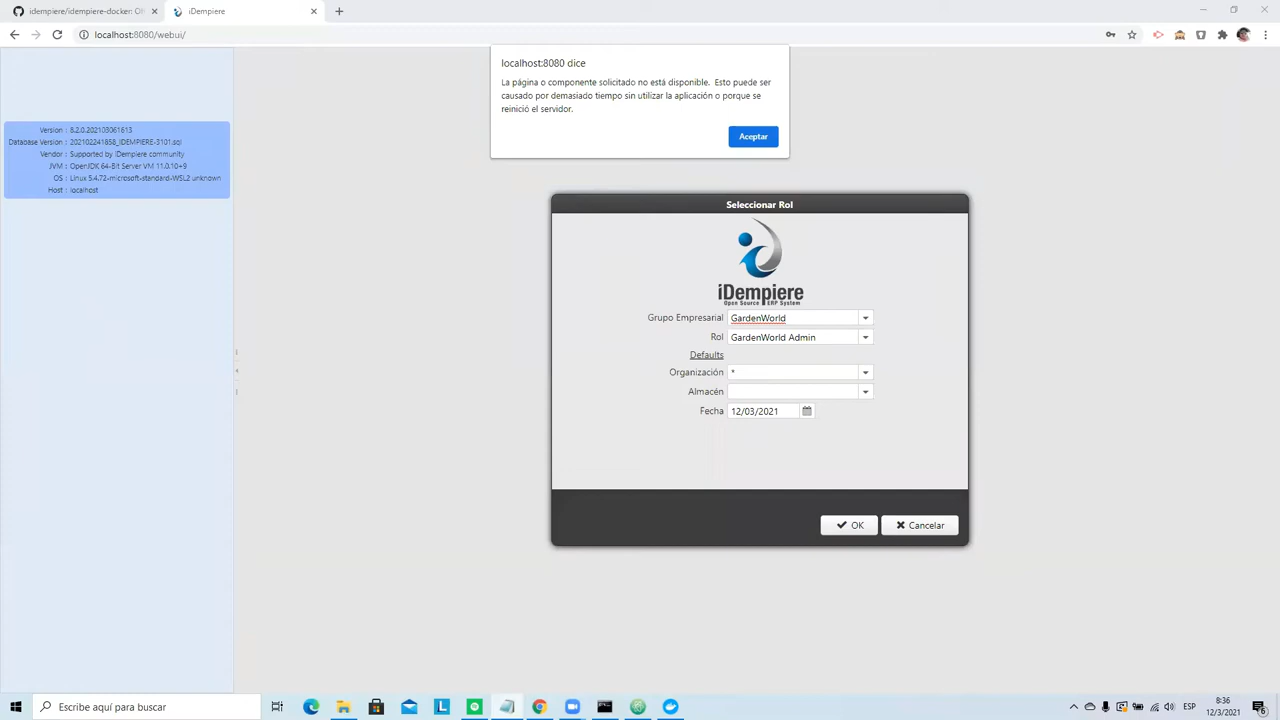 idempiere/idempiere-docker: Ofi
iDempiere
localhost:8080/webui/
localhost:8080 dice
La página o componente solicitado no está disponible. Esto puede ser
causado por demasiado tiempo sin utilizar la aplicación o porque se
reinició el servidor.
Aceptar
Version : 8.2.0.202103061613
Database Versión : 202102241858_IDEMPIERE-3101.sql
Vendor : Supported by iDempiere community
JVM : OpenJDK 64-Bit Server VM 11.0.10+9
OS : Linux 5.4.72-microsoft-standard-WSL2 unknown
Host : localhost
Seleccionar Rol
iDempiere
Open Source ERP System
Grupo Empresarial GardenWorld
Rol GardenWorld Admin
Defaults
Organización *
Almacén
Fecha 12/03/2021
OK Cancelar
Escribe aquí para buscar
ESP
8:36
12/3/2021